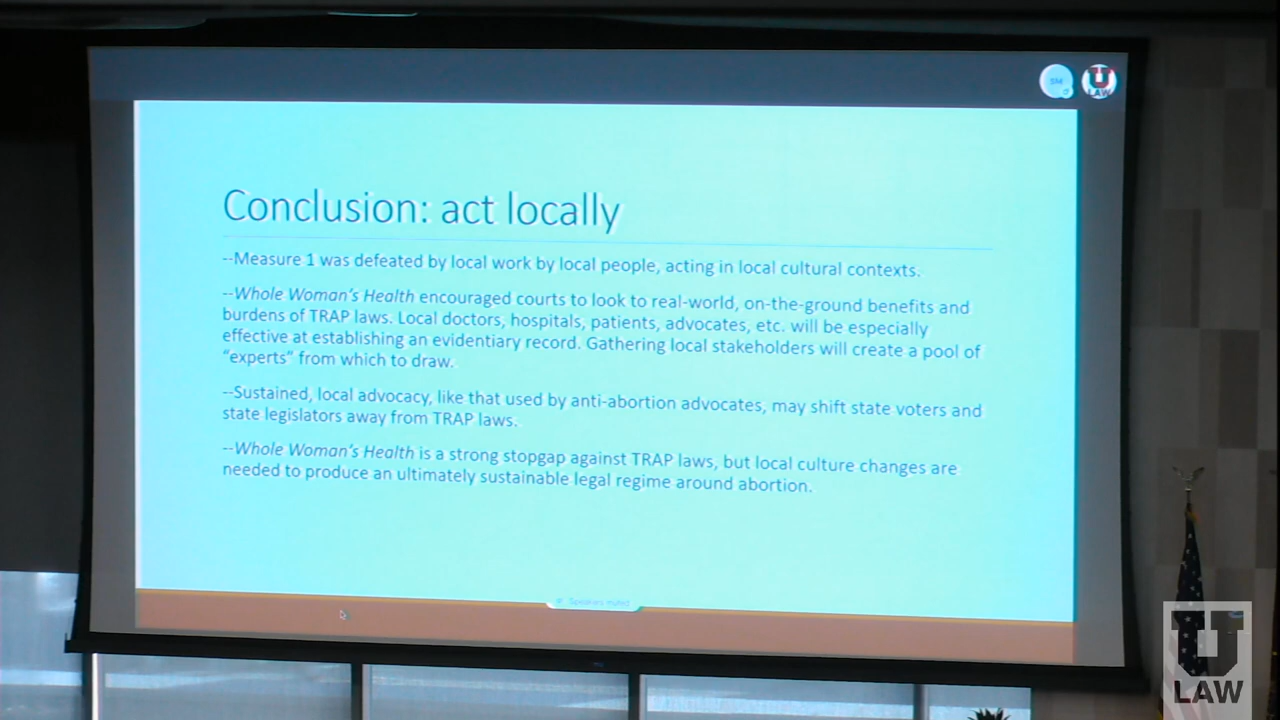 SM
U
LAW
Conclusion: act locally
--Measure 1 was defeated by local work by local people, acting in local cultural contexts.
--Whole Woman's Health encouraged courts to look to real-world, on-the-ground benefits and
burdens of TRAP laws. Local doctors, hospitals, patients, advocates, etc. will be especially
effective at establishing an evidentiary record. Gathering local stakeholders will create a pool of
“experts” from which to draw.
--Sustained, local advocacy, like that used by anti-abortion advocates, may shift state voters and
state legislators away from TRAP laws.
--Whole Woman's Health is a strong stopgap against TRAP laws, but local culture changes are
needed to produce an ultimately sustainable legal regime around abortion.
Speakers muted
U
LAW